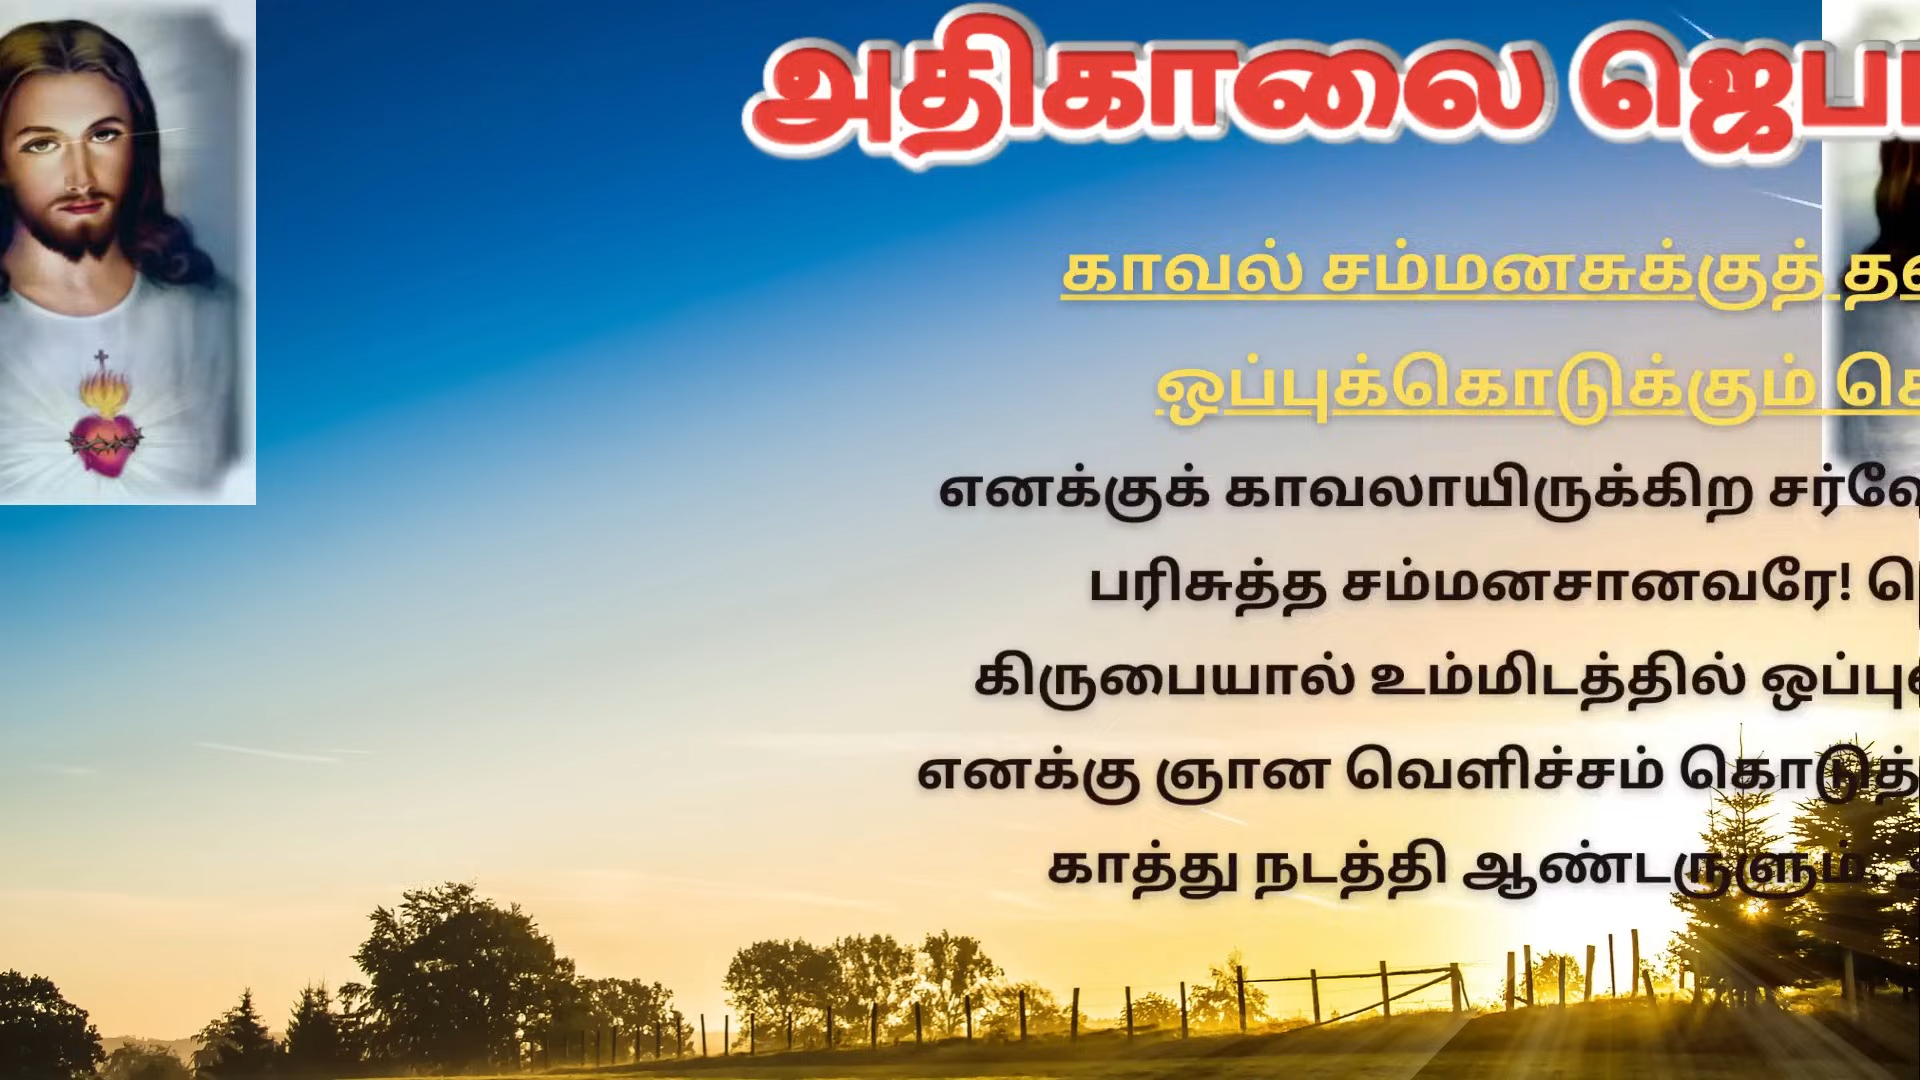 அதிகாலை ஜெப
காவல் சம்மனசுக்குத்
ஒப்புக்கொடுக்கும்
எனக்குக் காவலாயிருக்கிற
பரிசுத்த சம்மனசானவரே!
கிருபையால் உம்மிடத்தில்
எனக்கு ஞான வெளிச்சம்
காத்து நடத்தி ஆண்டருளும்.